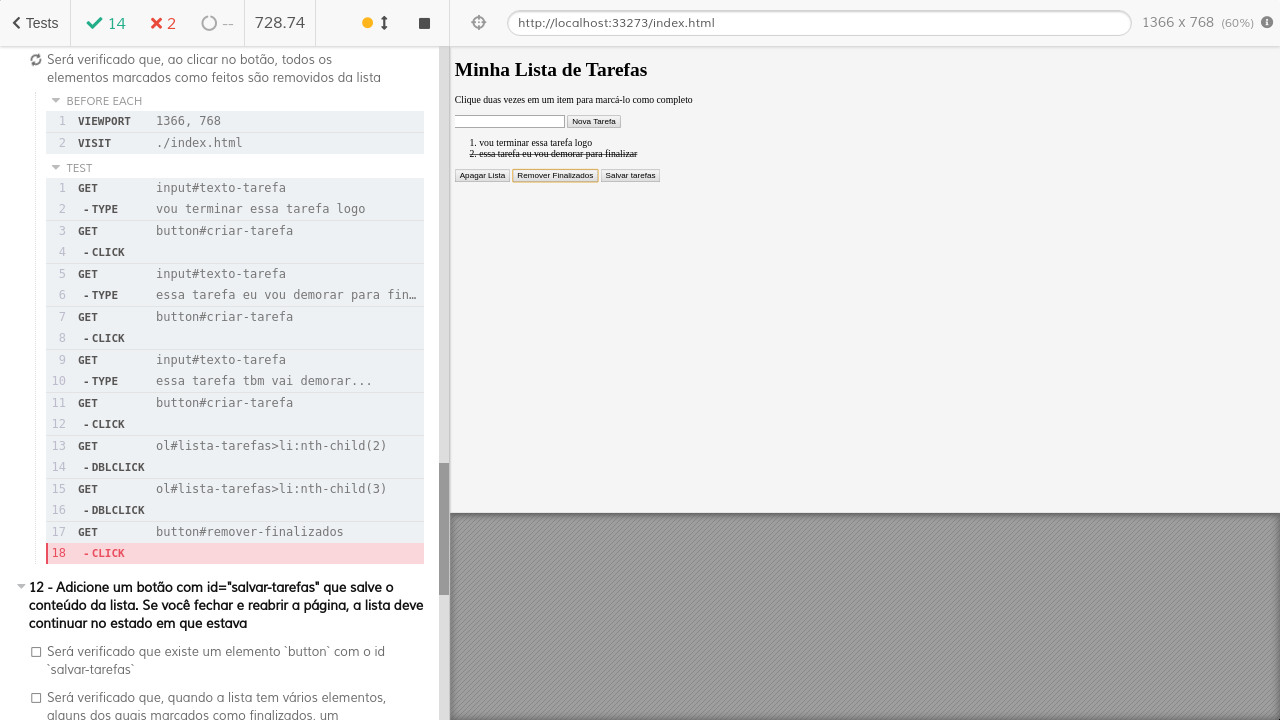 Tests
14
2
--
728.74
http://localhost:33273/index.html
1366 x 768 (60%)
Será verificado que, ao clicar no botão, todos os
elementos marcados como feitos são removidos da lista
BEFORE EACH
1 VIEWPORT 1366, 768
2 VISIT ./index.html
TEST
1 GET input#texto-tarefa
2 -TYPE vou terminar essa tarefa logo
3 GET button#criar-tarefa
4 -CLICK
5 GET input#texto-tarefa
6 -TYPE essa tarefa eu vou demorar para fin…
7 GET button#criar-tarefa
8 -CLICK
9 GET input#texto-tarefa
10 -TYPE essa tarefa tbm vai demorar...
11 GET button#criar-tarefa
12 -CLICK
13 GET ol#lista-tarefas>li:nth-child(2)
14 -DBLCLICK
15 GET ol#lista-tarefas>li:nth-child(3)
16 -DBLCLICK
17 GET button#remover-finalizados
18 -CLICK
12 - Adicione um botão com id="salvar-tarefas" que salve o
conteúdo da lista. Se você fechar e reabrir a página, a lista deve
continuar no estado em que estava
Será verificado que existe um elemento `button` com o id
`salvar-tarefas`
Será verificado que, quando a lista tem vários elementos,
alguns dos quais marcados como finalizados, um
Minha Lista de Tarefas
Clique duas vezes em um item para marcá-lo como completo
Nova Tarefa
1. vou terminar essa tarefa logo
2. essa tarefa eu vou demorar para finalizar
Apagar Lista Remover Finalizados Salvar tarefas